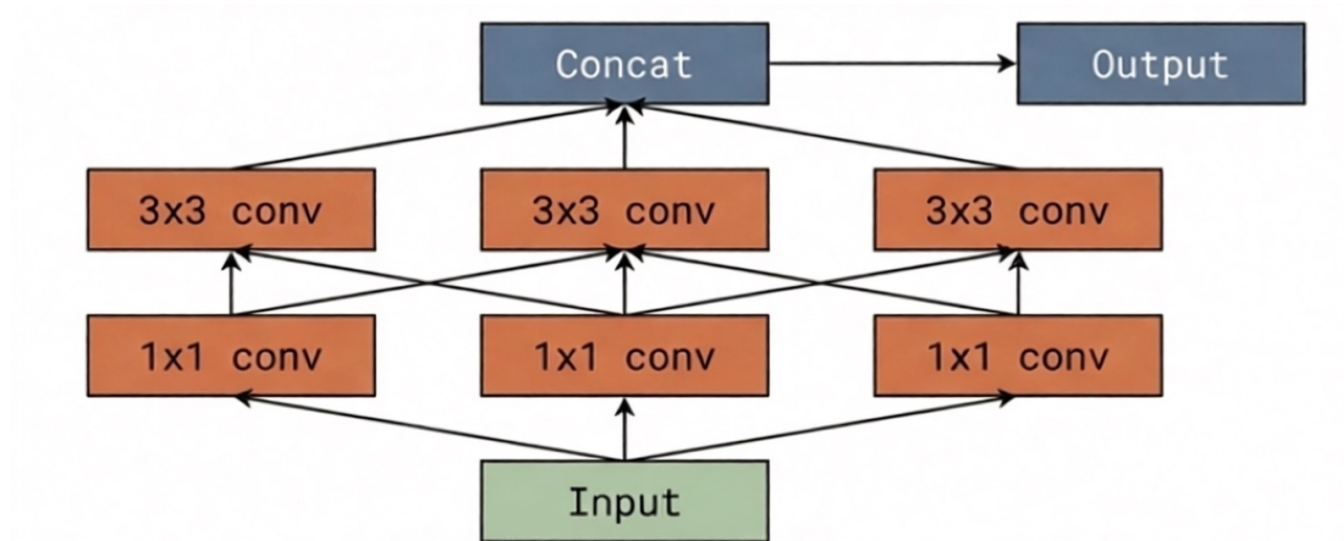 Concat
Output
3x3 conv
3x3 conv
3x3 conv
1x1 conv
1x1 conv
1x1 conv
Input